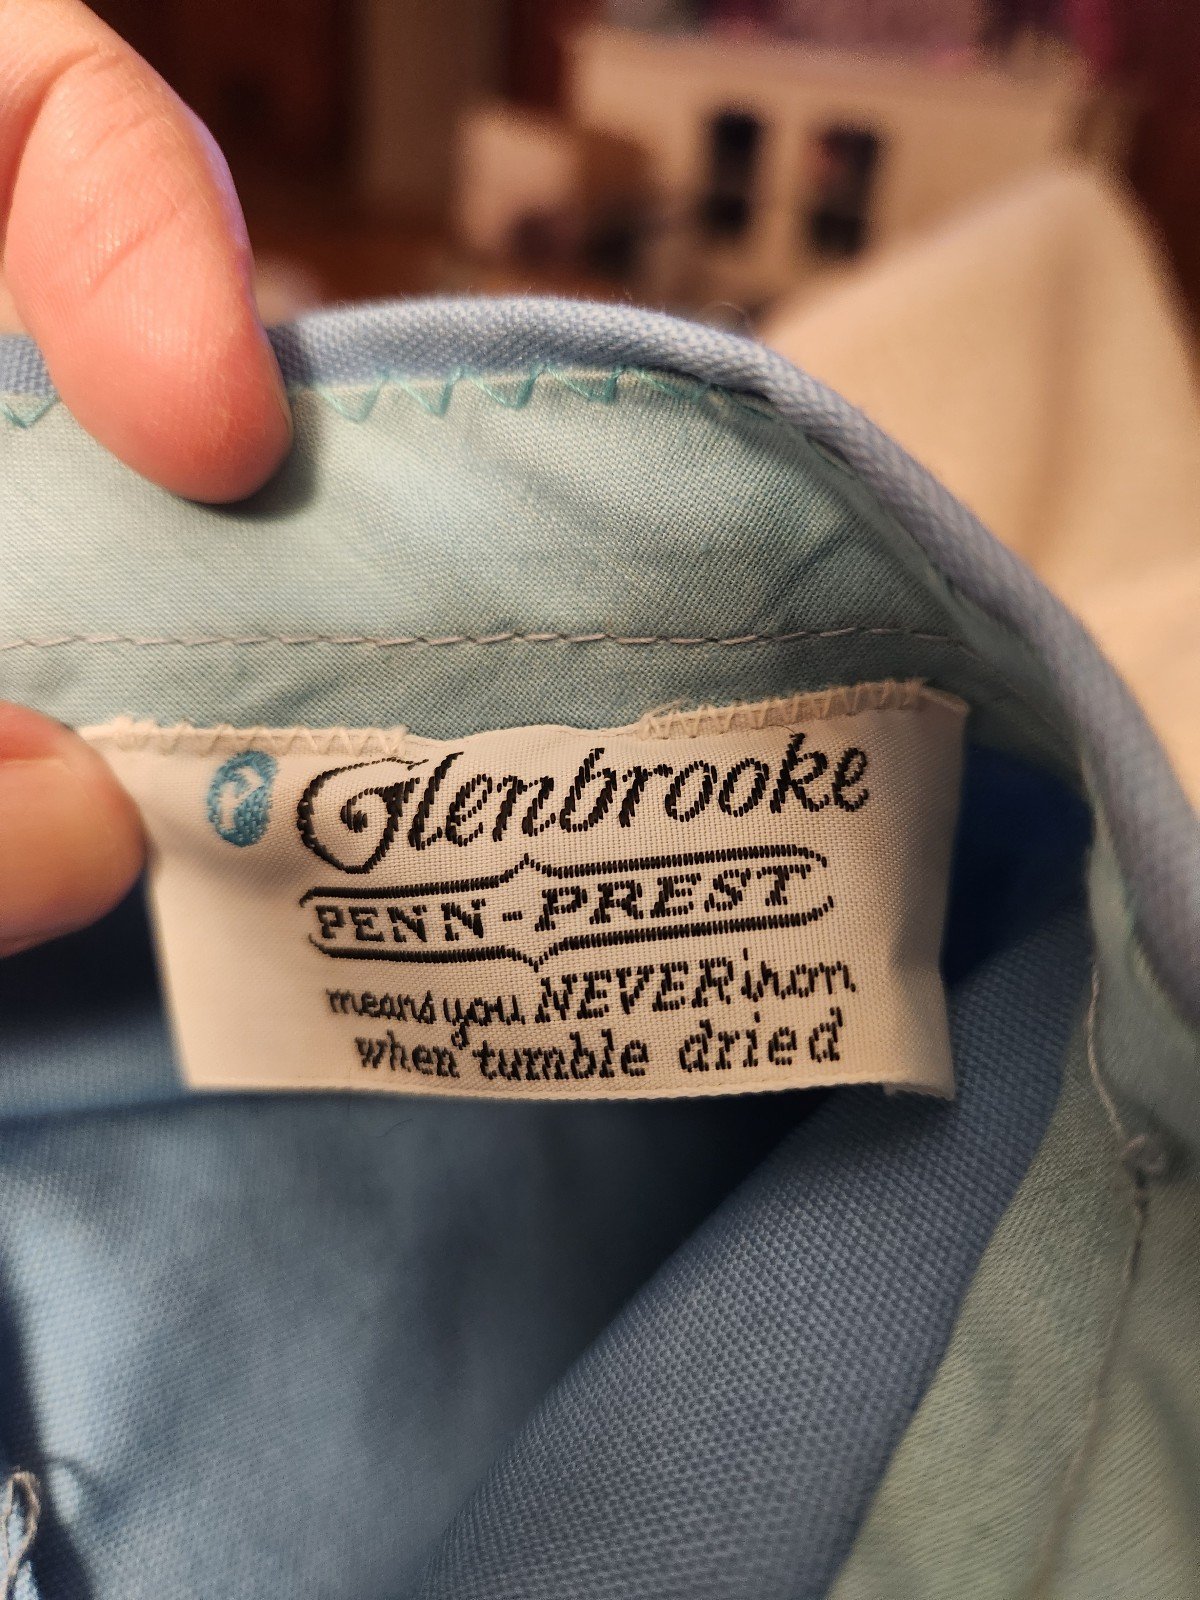 Glenbrooke
PENN-PREST
means you NEVER iron
when tumble dried